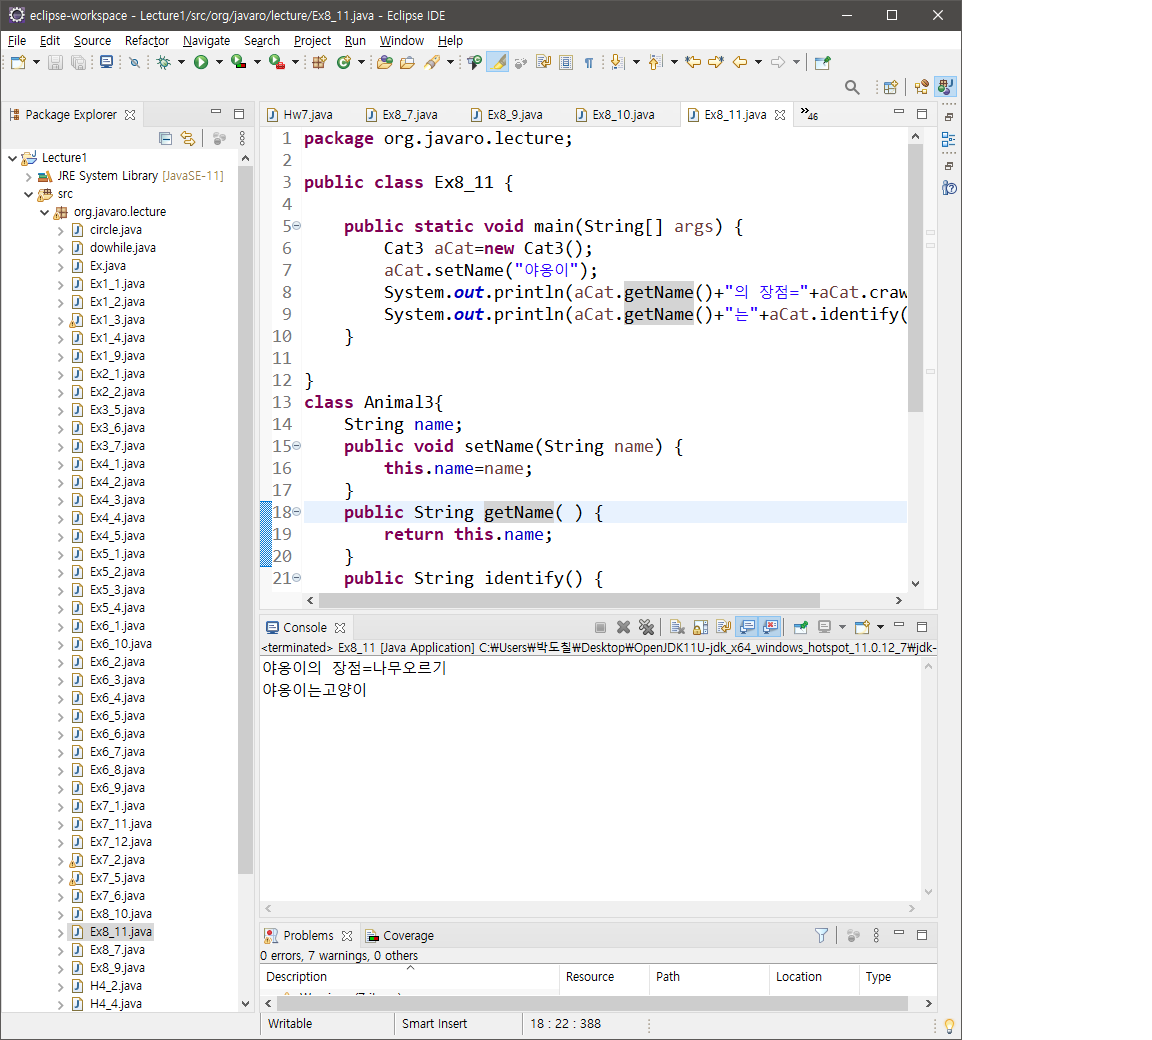 eclipse-workspace - Lecture1/src/org/javaro/lecture/Ex8_11.java - Eclipse IDE
File Edit Source Refactor Navigate Search Project Run Window Help
Package Explorer
Lecture1
JRE System Library [JavaSE-11]
src
org.javaro.lecture
circle.java
dowhile.java
Ex.java
Ex1_1.java
Ex1_2.java
Ex1_3.java
Ex1_4.java
Ex1_9.java
Ex2_1.java
Ex2_2.java
Ex3_5.java
Ex3_6.java
Ex3_7.java
Ex4_1.java
Ex4_2.java
Ex4_3.java
Ex4_4.java
Ex4_5.java
Ex5_1.java
Ex5_2.java
Ex5_3.java
Ex5_4.java
Ex6_1.java
Ex6_10.java
Ex6_2.java
Ex6_3.java
Ex6_4.java
Ex6_5.java
Ex6_6.java
Ex6_7.java
Ex6_8.java
Ex6_9.java
Ex7_1.java
Ex7_11.java
Ex7_12.java
Ex7_2.java
Ex7_5.java
Ex7_6.java
Ex8_10.java
Ex8_11.java
Ex8_7.java
Ex8_9.java
H4_2.java
H4_4.java
Hw7.java Ex8_7.java Ex8_9.java Ex8_10.java Ex8_11.java »46
1 package org.javaro.lecture;
2
3 public class Ex8_11 {
4
5 public static void main(String[] args) {
6 Cat3 aCat=new Cat3();
7 aCat.setName("야옹이");
8 System.out.println(aCat.getName()+"의 장점="+aCat.craw
9 System.out.println(aCat.getName()+"는"+aCat.identify(
10 }
11
12 }
13 class Animal3{
14 String name;
15 public void setName(String name) {
16 this.name=name;
17 }
18 public String getName( ) {
19 return this.name;
20 }
21 public String identify() {
Console
<terminated> Ex8_11 [Java Application] C:₩Users₩박도칠₩Desktop₩OpenJDK11U-jdk_x64_windows_hotspot_11.0.12_7₩jdk-
야옹이의 장점=나무오르기
야옹이는고양이
Problems Coverage
0 errors, 7 warnings, 0 others
Description Resource Path Location Type
Writable Smart Insert 18 : 22 : 388